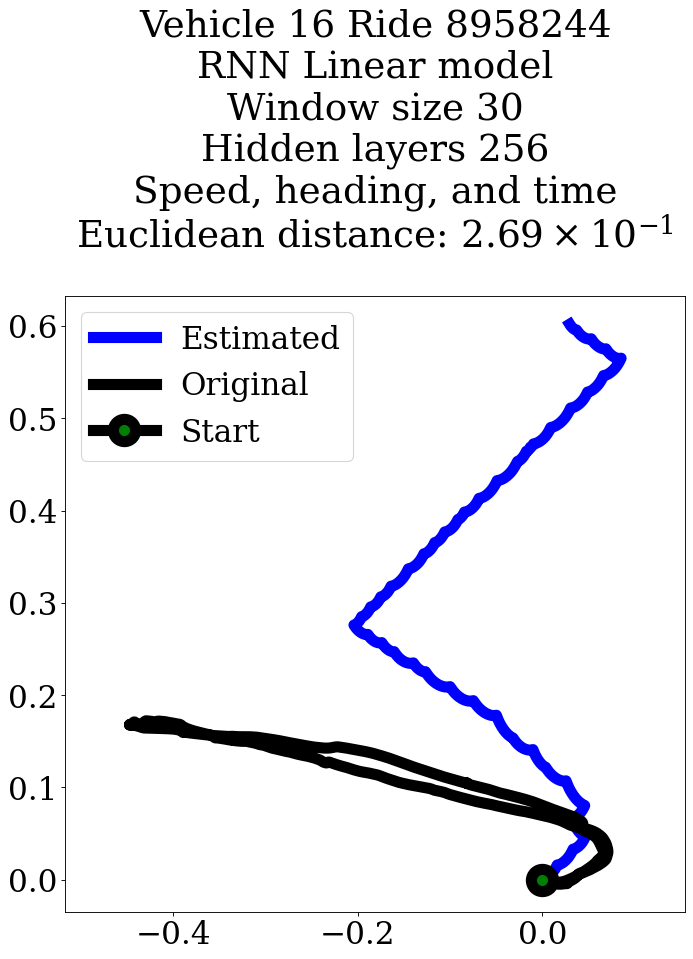 Vehicle 16 Ride 8958244
RNN Linear model
Window size 30
Hidden layers 256
Speed, heading, and time
Euclidean distance: 2.69 × 10⁻¹
Estimated
Original
Start
0.6
0.5
0.4
0.3
0.2
0.1
0.0
−0.4 −0.2 0.0